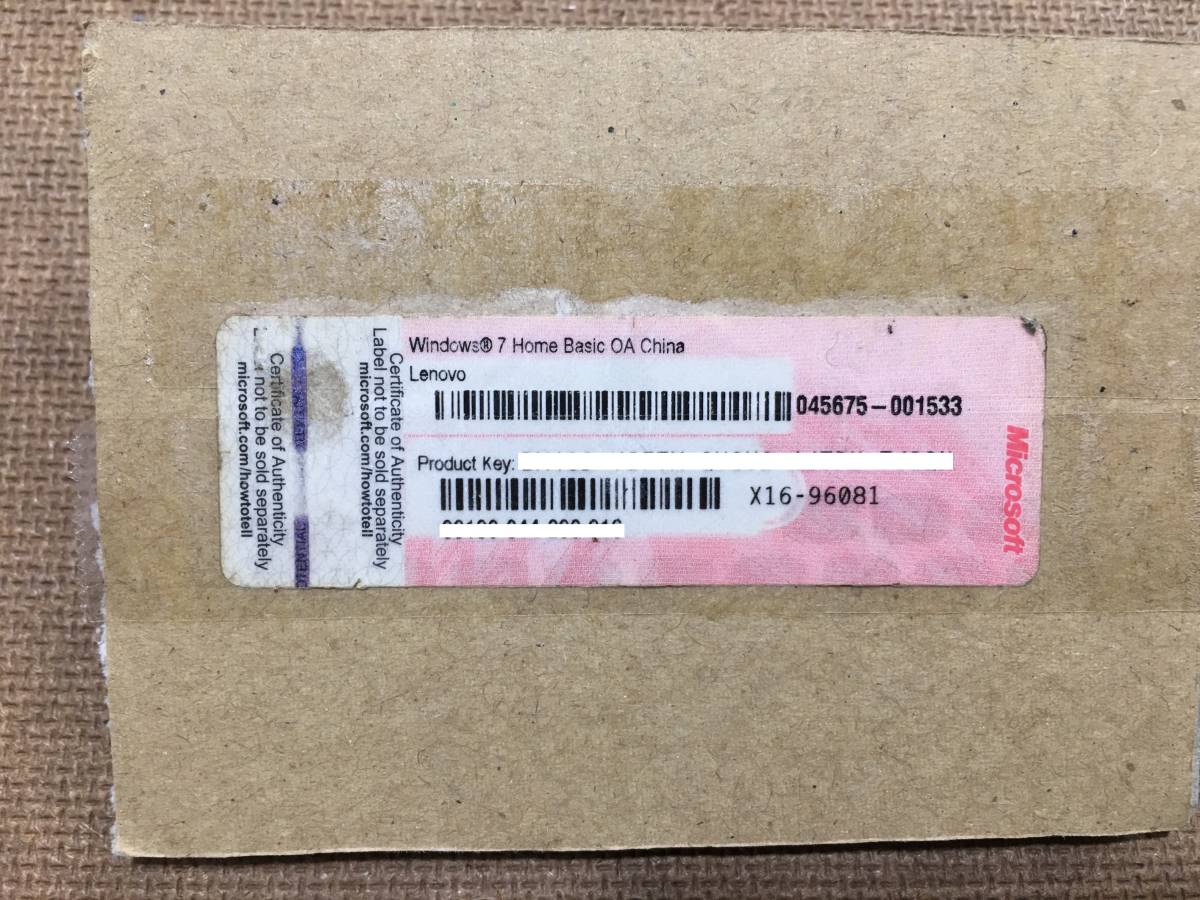 Windows® 7 Home Basic OA China
Lenovo
045675-001533
Product Key:
X16-96081
Microsoft
Certificate of Authenticity
Label not to be sold separately
microsoft.com/howtotell
Certificate of Authenticity
not to be sold separately
microsoft.com/howtotell